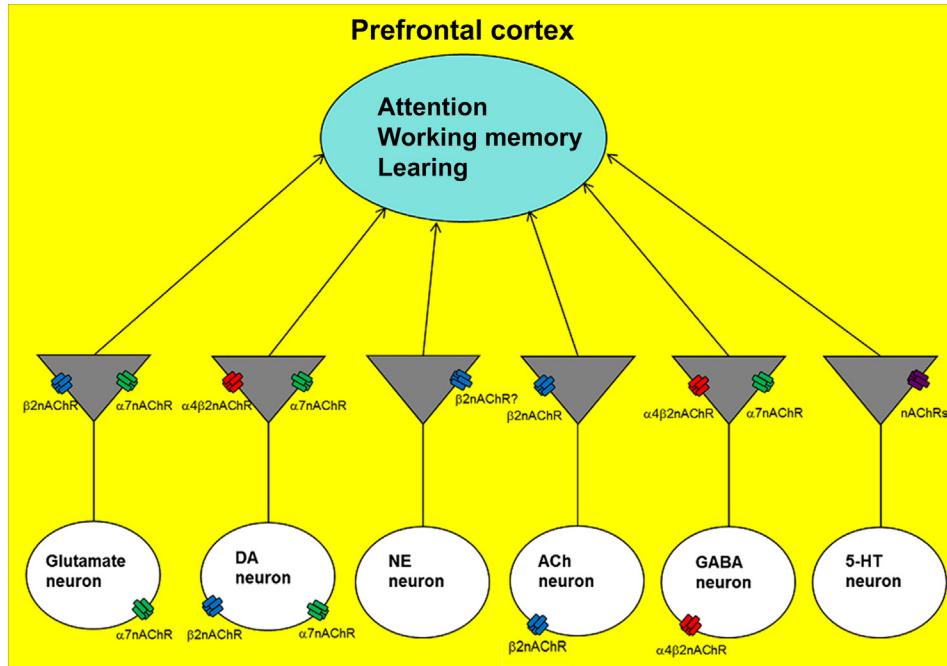 Prefrontal cortex
Attention
Working memory
Learing
β2nAChR
α7nAChR
α4β2nAChR
α7nAChR
β2nAChR?
β2nAChR
α4β2nAChR
α7nAChR
nAChRs
Glutamate
neuron
α7nAChR
DA
neuron
β2nAChR
α7nAChR
NE
neuron
ACh
neuron
β2nAChR
GABA
neuron
α4β2nAChR
5-HT
neuron